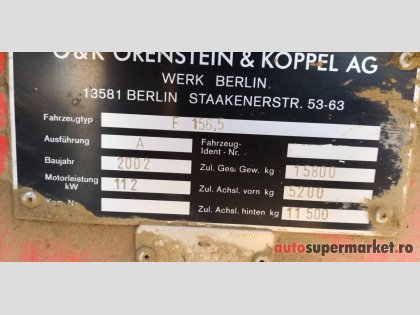 O&K ORENSTEIN & KOPPEL AG
WERK BERLIN
13581 BERLIN STAAKENERSTR. 53-63
Fahrzeugtyp F 156,5
Ausführung A
Fahrzeug-
Ident-Nr.
Baujahr 2002
Zul. Ges. Gew. kg 15800
Motorleistung
kW 112
Zul. Achsl. vorn kg 5200
Kom.-Nr.
Zul. Achsl. hinten kg 11 500
autosupermarket.ro